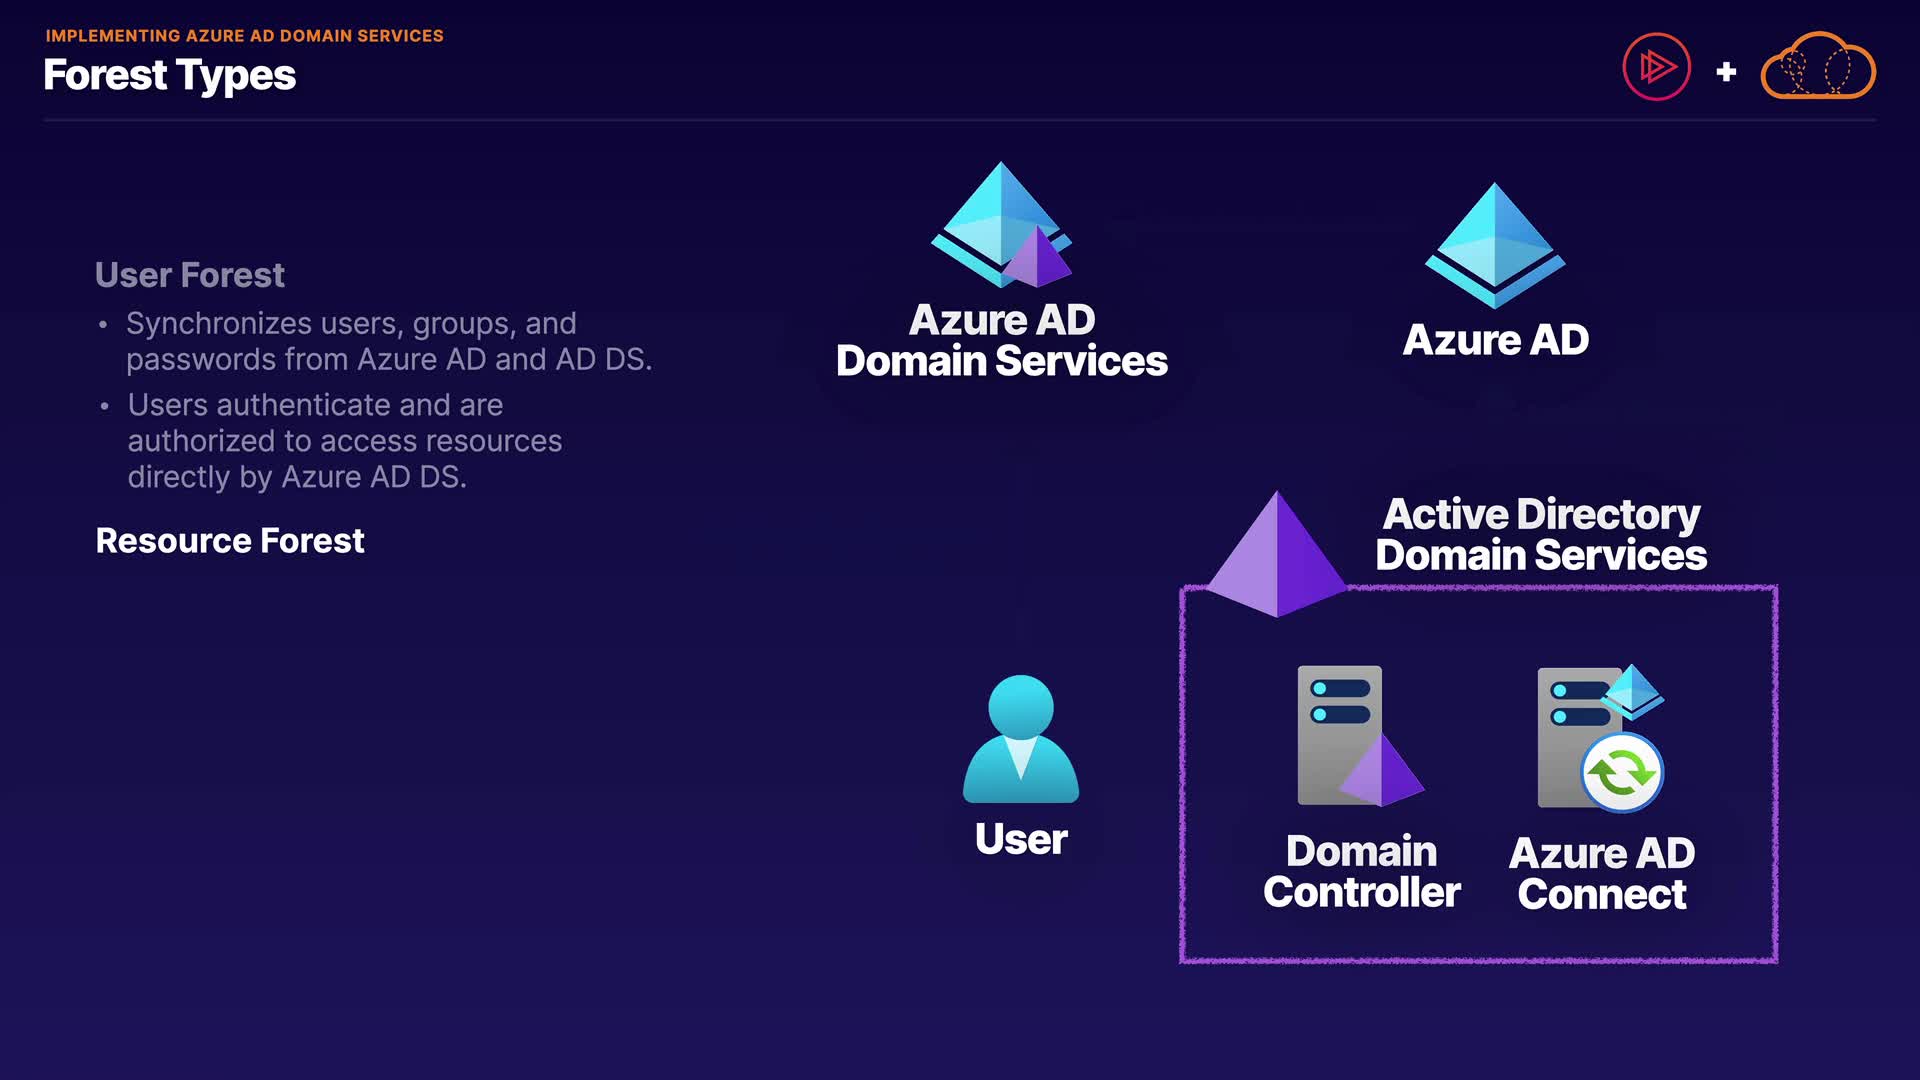 IMPLEMENTING AZURE AD DOMAIN SERVICES
Forest Types
+
User Forest
• Synchronizes users, groups, and
passwords from Azure AD and AD DS.
• Users authenticate and are
authorized to access resources
directly by Azure AD DS.
Resource Forest
Azure AD
Domain Services
Azure AD
Active Directory
Domain Services
User
Domain
Controller
Azure AD
Connect